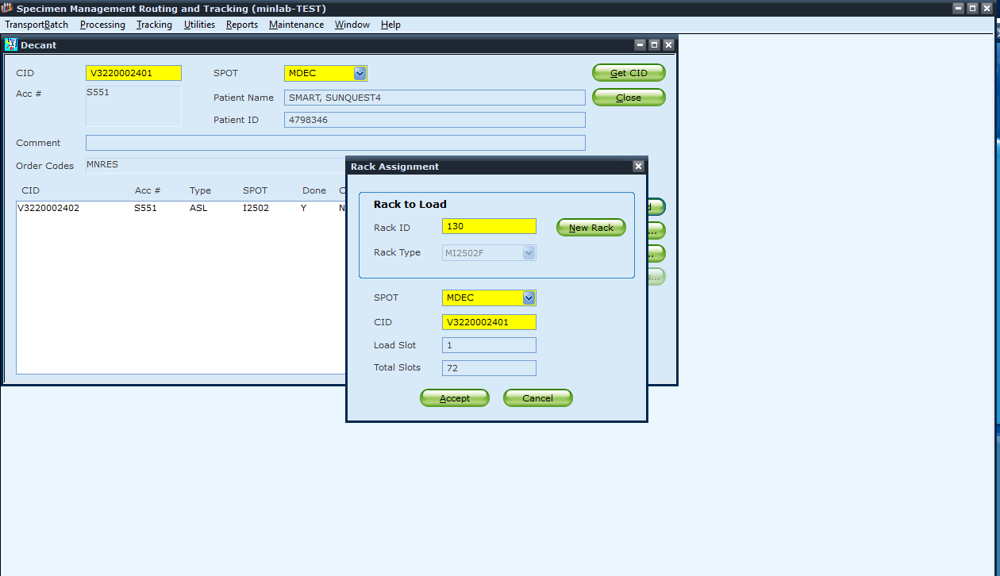 Specimen Management Routing and Tracking (minlab-TEST)
TransportBatch Processing Tracking Utilities Reports Maintenance Window Help
Decant
CID V3220002401 SPOT MDEC Get CID
Acc # S551 Patient Name SMART, SUNQUEST4 Close
Patient ID 4798346
Comment
Order Codes MNRES
CID Acc # Type SPOT Done
V3220002402 S551 ASL I2502 Y N
Rack Assignment
Rack to Load
Rack ID 130 New Rack
Rack Type MI2502F
SPOT MDEC
CID V3220002401
Load Slot 1
Total Slots 72
Accept Cancel